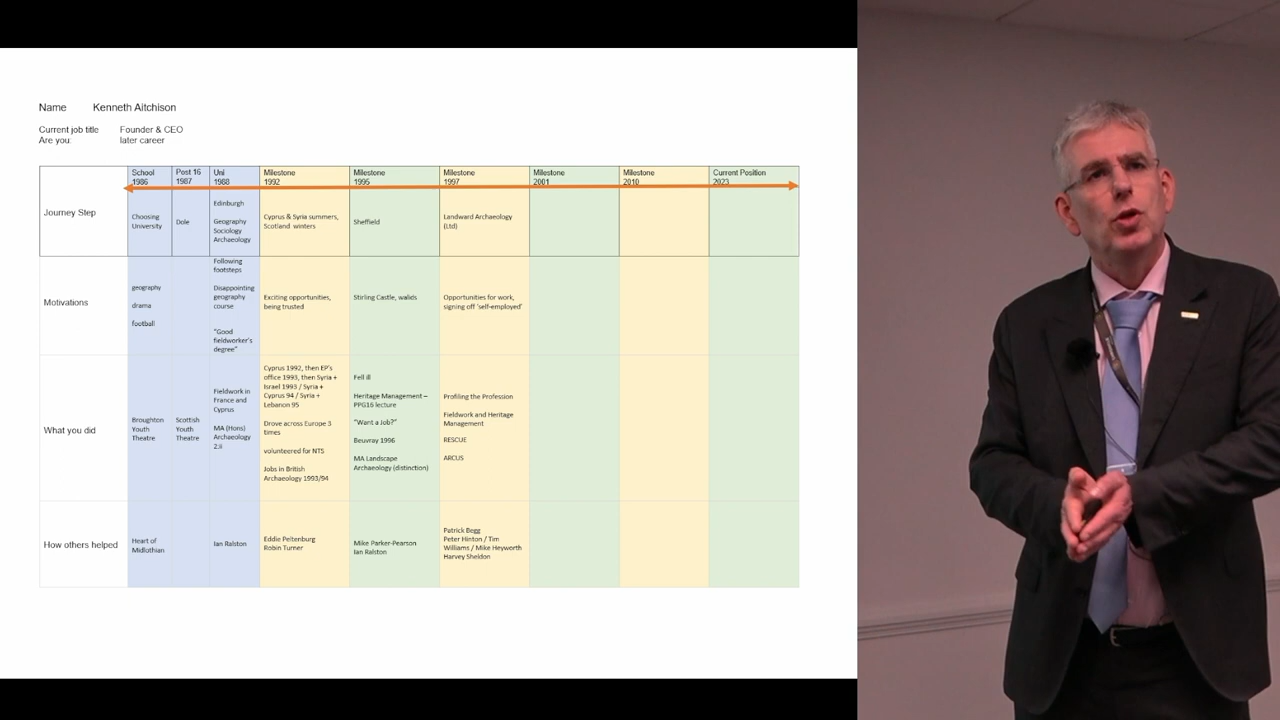 Name Kenneth Aitchison
Current job title Founder & CEO
Are you later career
School
1986
Post 16
1987
Uni
1988
Milestone
1992
Milestone
1995
Milestone
1997
Milestone
2001
Milestone
2010
Current Position
2023
Journey Step
Choosing
University
Dole
Edinburgh
Geography
Sociology
Archaeology
Cyprus & Syria summers,
Scotland winters
Sheffield
Landward Archaeology
(Ltd)
Motivations
geography
drama
football
Following
footsteps
Disappointing
geography
course
"Good
fieldworker's
degree"
Exciting opportunities,
being trusted
Stirling Castle, walids
Opportunities for work,
signing off 'self-employed'
What you did
Broughton
Youth
Theatre
Scottish
Youth
Theatre
Fieldwork in
France and
Cyprus
MA (Hons)
Archaeology
2.ii
Cyprus 1992, then EP's
office 1993, then Syria +
Israel 1993 / Syria +
Cyprus 94 / Syria +
Lebanon 95
Drove across Europe 3
times
volunteered for NTS
Jobs in British
Archaeology 1993/94
Fell ill
Heritage Management –
PPG16 lecture
"Want a Job?"
Beuvray 1996
MA Landscape
Archaeology (distinction)
Profiling the Profession
Fieldwork and Heritage
Management
RESCUE
ARCUS
How others helped
Heart of
Midlothian
Ian Ralston
Eddie Peltenburg
Robin Turner
Mike Parker-Pearson
Ian Ralston
Patrick Begg
Peter Hinton / Tim
Williams / Mike Heyworth
Harvey Sheldon